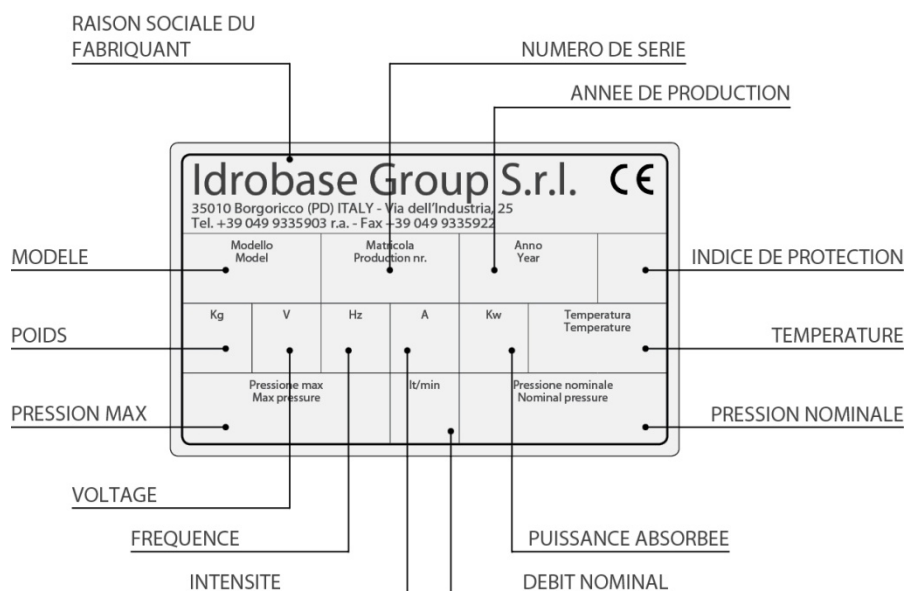 RAISON SOCIALE DU
FABRIQUANT
NUMERO DE SERIE
ANNEE DE PRODUCTION
Idrobase Group S.r.l. CE
35010 Borgoricco (PD) ITALY - Via dell'Industria, 25
Tel. +39 049 9335903 r.a. - Fax +39 049 9335922
MODELE
Modello
Model
Matricola
Production nr.
Anno
Year
INDICE DE PROTECTION
POIDS
Kg
V
Hz
A
Kw
Temperatura
Temperature
TEMPERATURE
PRESSION MAX
Pressione max
Max pressure
lt/min
Pressione nominale
Nominal pressure
PRESSION NOMINALE
VOLTAGE
FREQUENCE
PUISSANCE ABSORBEE
INTENSITE
DEBIT NOMINAL